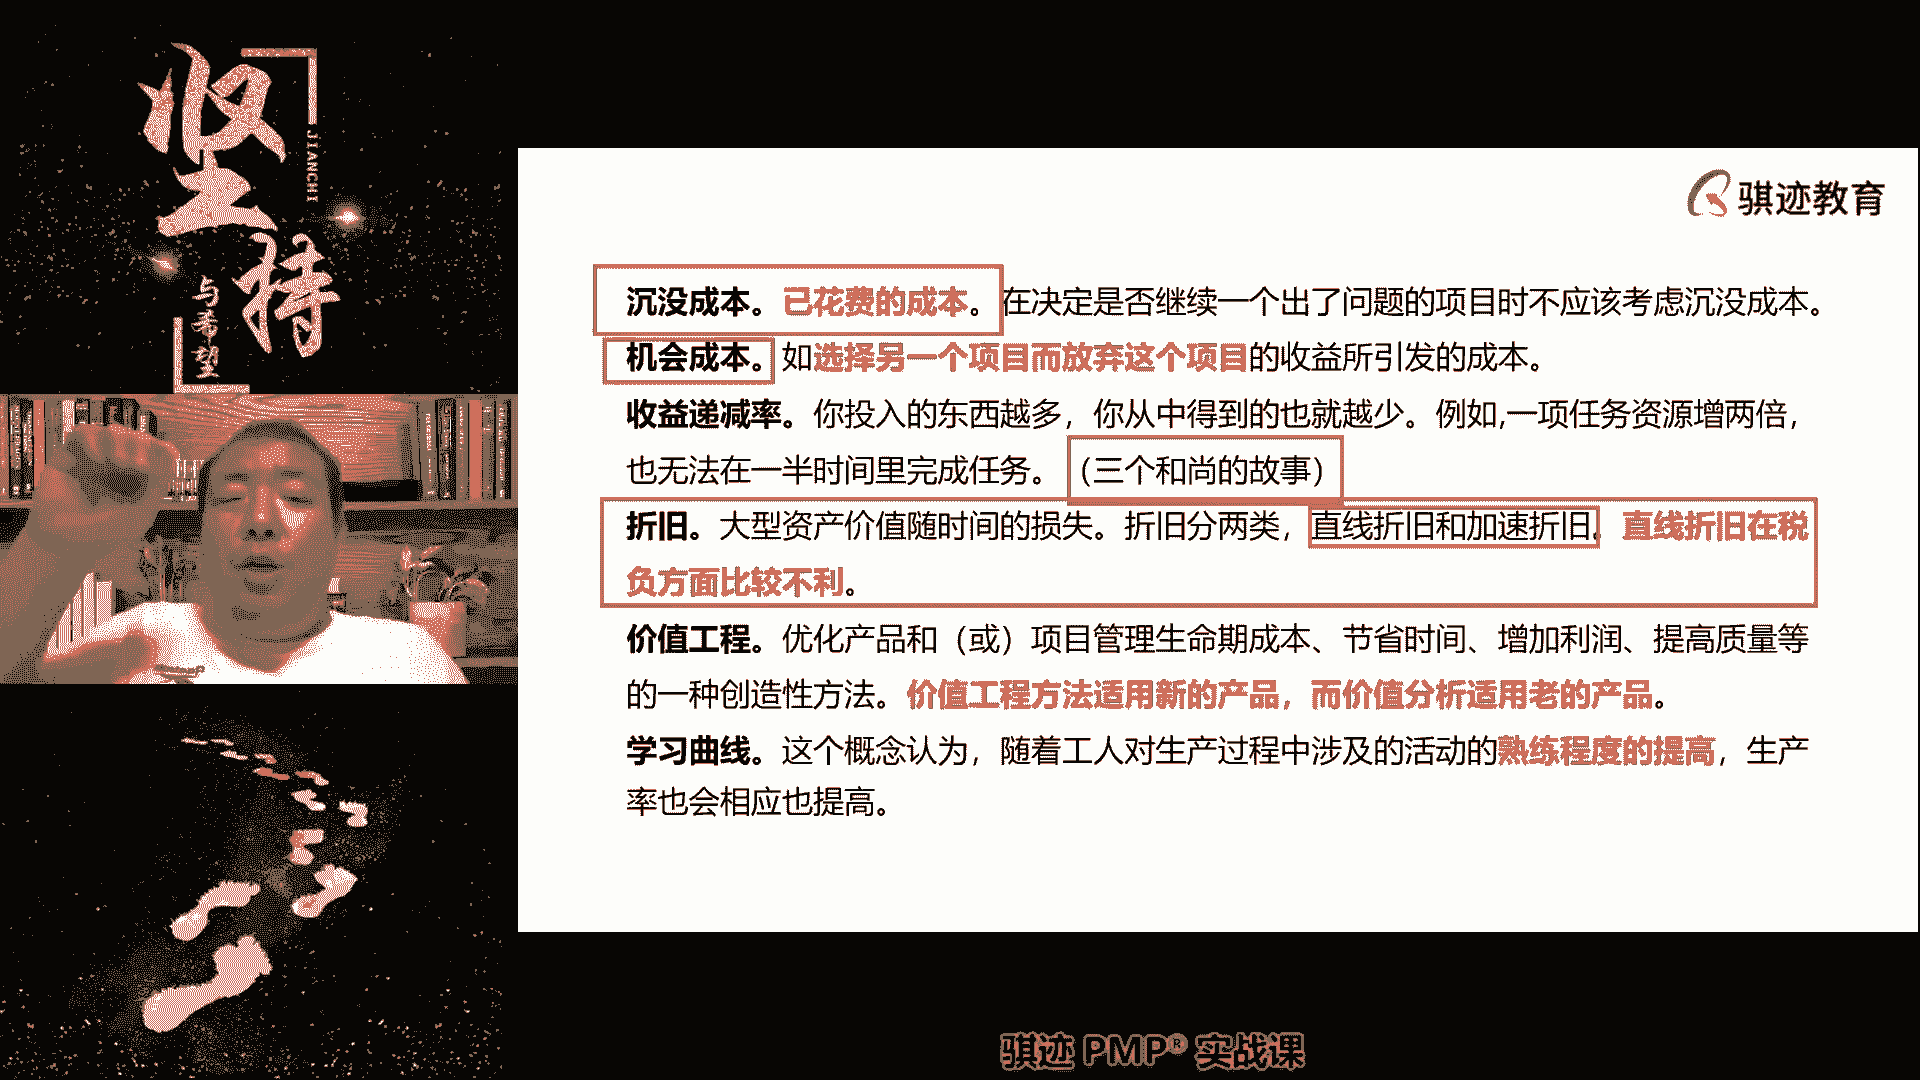 坚持
JIANCHI
与希望
骐迹教育
沉没成本。已花费的成本。在决定是否继续一个出了问题的项目时不应该考虑沉没成本。
机会成本。如选择另一个项目而放弃这个项目的收益所引发的成本。
收益递减率。你投入的东西越多，你从中得到的也就越少。例如,一项任务资源增两倍，
也无法在一半时间里完成任务。（三个和尚的故事）
折旧。大型资产价值随时间的损失。折旧分两类，直线折旧和加速折旧。直线折旧在税
负方面比较不利。
价值工程。优化产品和（或）项目管理生命期成本、节省时间、增加利润、提高质量等
的一种创造性方法。价值工程方法适用新的产品，而价值分析适用老的产品。
学习曲线。这个概念认为，随着工人对生产过程中涉及的活动的熟练程度的提高，生产
率也会相应也提高。
骐迹 PMP® 实战课